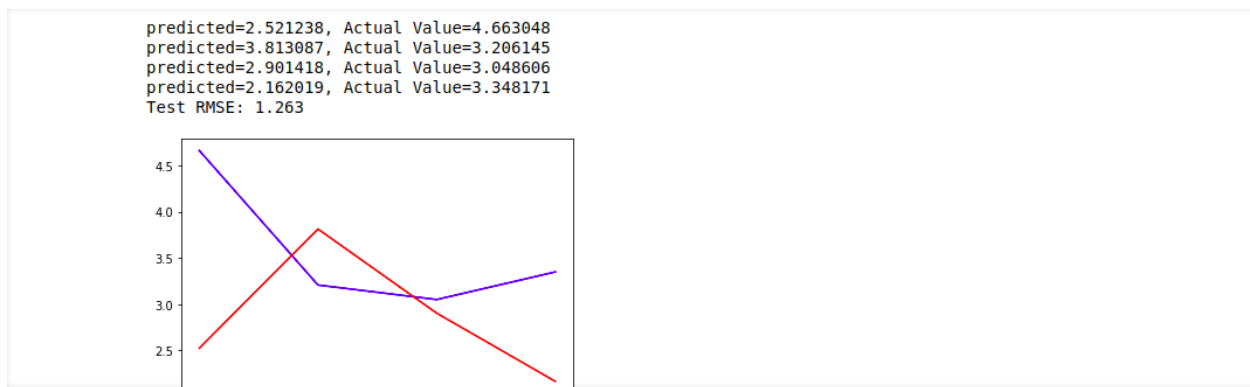 predicted=2.521238, Actual Value=4.663048
predicted=3.813087, Actual Value=3.206145
predicted=2.901418, Actual Value=3.048606
predicted=2.162019, Actual Value=3.348171
Test RMSE: 1.263
4.5
4.0
3.5
3.0
2.5